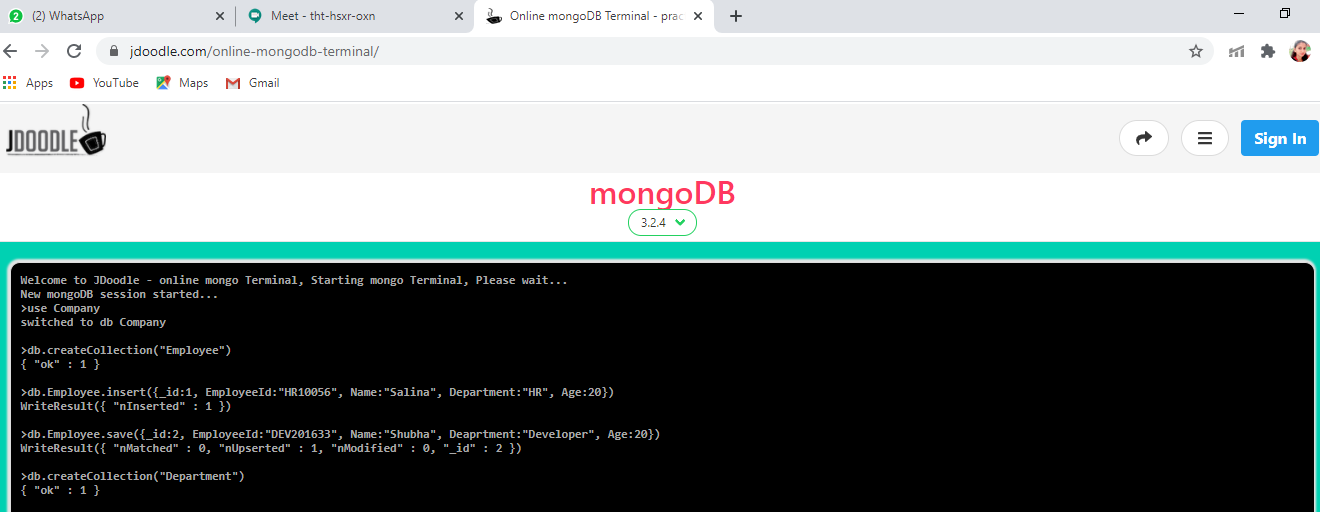 (2) WhatsApp
Meet - tht-hsxr-oxn
Online mongoDB Terminal - prac
jdoodle.com/online-mongodb-terminal/
Apps YouTube Maps Gmail
JDOODLE
Sign In
mongoDB
3.2.4
Welcome to JDoodle - online mongo Terminal, Starting mongo Terminal, Please wait...
New mongoDB session started...
>use Company
switched to db Company
>db.createCollection("Employee")
{ "ok" : 1 }
>db.Employee.insert({_id:1, EmployeeId:"HR10056", Name:"Salina", Department:"HR", Age:20})
WriteResult({ "nInserted" : 1 })
>db.Employee.save({_id:2, EmployeeId:"DEV201633", Name:"Shubha", Deaprtment:"Developer", Age:20})
WriteResult({ "nMatched" : 0, "nUpserted" : 1, "nModified" : 0, "_id" : 2 })
>db.createCollection("Department")
{ "ok" : 1 }